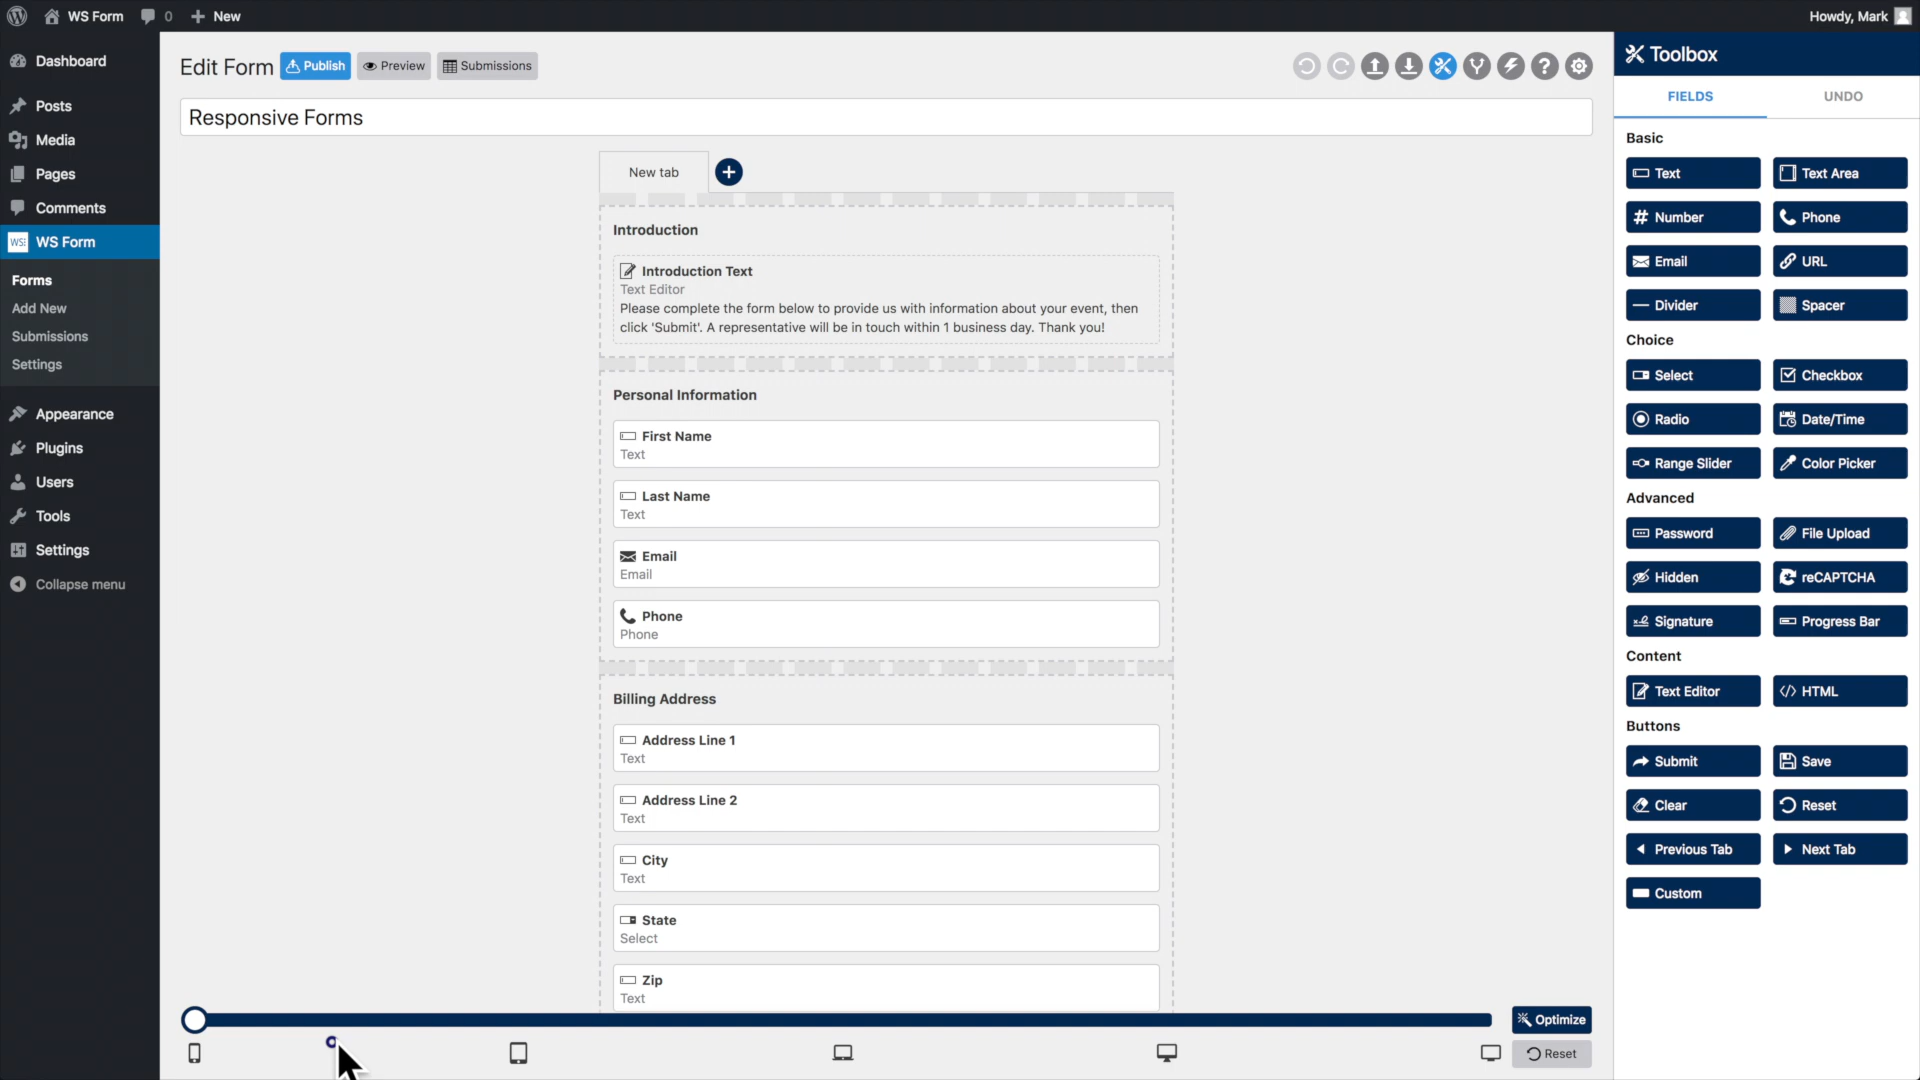 WS Form
0
New
Howdy, Mark
Dashboard
Posts
Media
Pages
Comments
WS Form
Forms
Add New
Submissions
Settings
Appearance
Plugins
Users
Tools
Settings
Collapse menu
Edit Form
Publish
Preview
Submissions
Responsive Forms
New tab
Introduction
Introduction Text
Text Editor
Please complete the form below to provide us with information about your event, then
click 'Submit'. A representative will be in touch within 1 business day. Thank you!
Personal Information
First Name
Text
Last Name
Text
Email
Email
Phone
Phone
Billing Address
Address Line 1
Text
Address Line 2
Text
City
Text
State
Select
Zip
Text
Optimize
Reset
Toolbox
FIELDS
UNDO
Basic
Text
Text Area
Number
Phone
Email
URL
Divider
Spacer
Choice
Select
Checkbox
Radio
Date/Time
Range Slider
Color Picker
Advanced
Password
File Upload
Hidden
reCAPTCHA
Signature
Progress Bar
Content
Text Editor
HTML
Buttons
Submit
Save
Clear
Reset
Previous Tab
Next Tab
Custom